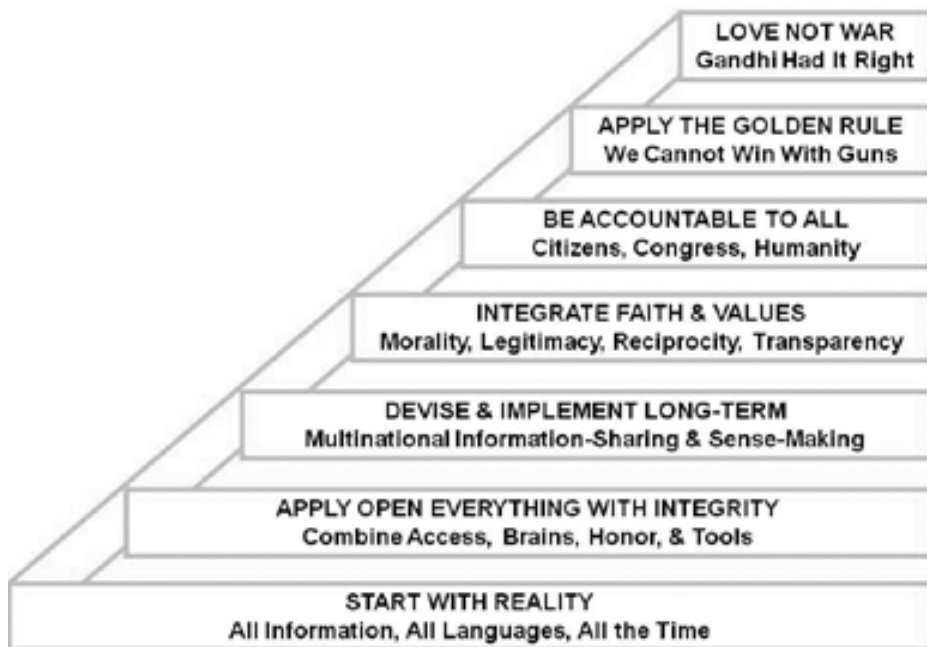 LOVE NOT WAR
Gandhi Had It Right
APPLY THE GOLDEN RULE
We Cannot Win With Guns
BE ACCOUNTABLE TO ALL
Citizens, Congress, Humanity
INTEGRATE FAITH & VALUES
Morality, Legitimacy, Reciprocity, Transparency
DEVISE & IMPLEMENT LONG-TERM
Multinational Information-Sharing & Sense-Making
APPLY OPEN EVERYTHING WITH INTEGRITY
Combine Access, Brains, Honor, & Tools
START WITH REALITY
All Information, All Languages, All the Time